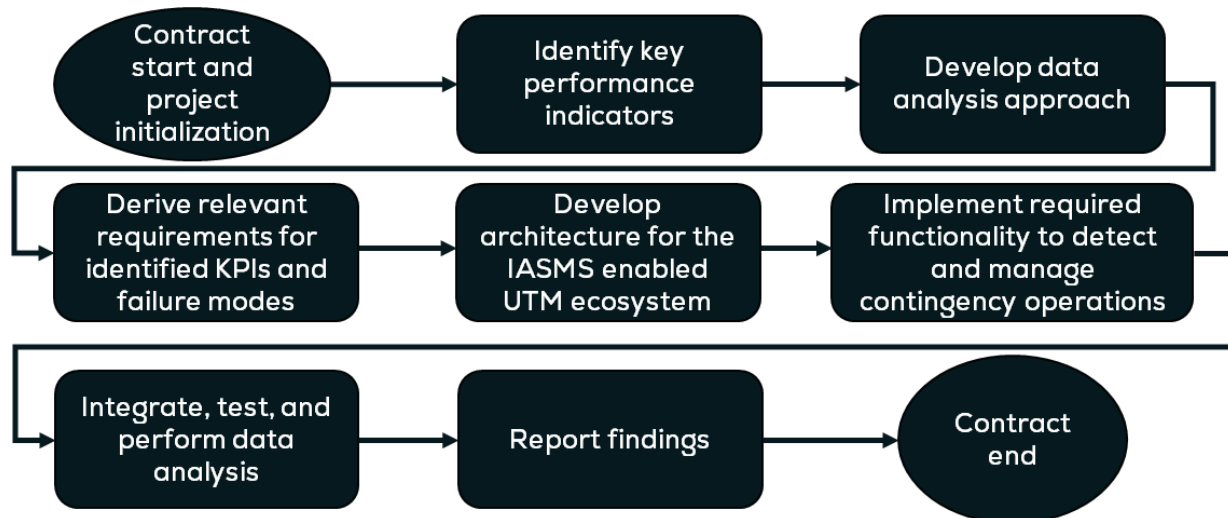 Contract
start and
project
initialization
Identify key
performance
indicators
Develop data
analysis approach
Derive relevant
requirements for
identified KPIs and
failure modes
Develop
architecture for the
IASMS enabled
UTM ecosystem
Implement required
functionality to detect
and manage
contingency operations
Integrate, test, and
perform data
analysis
Report findings
Contract
end